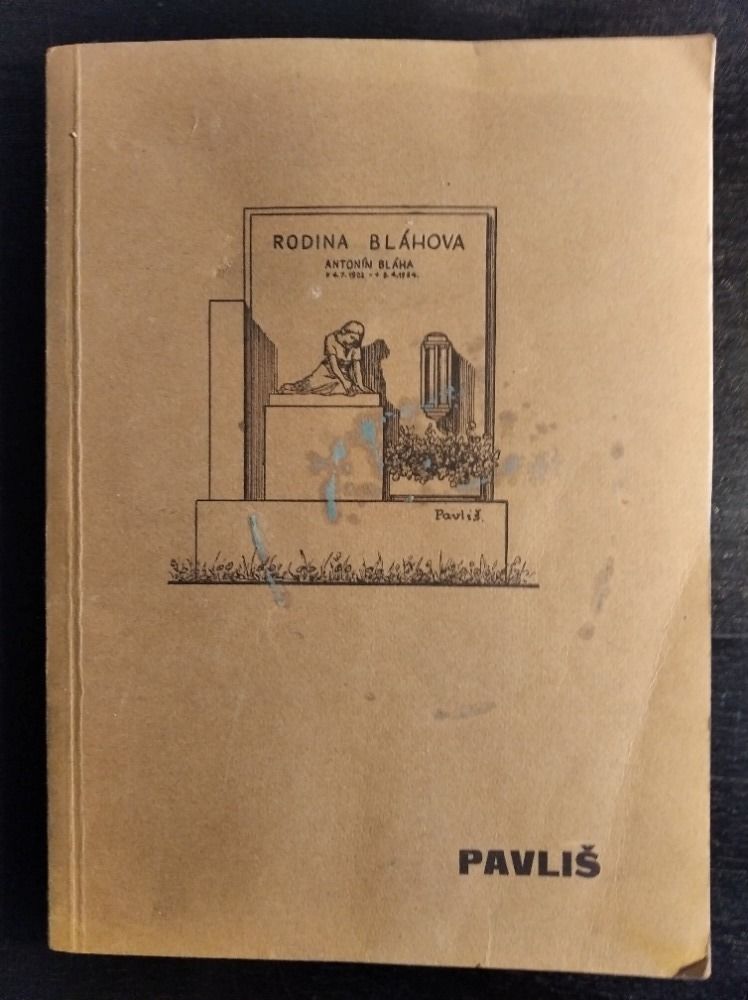 RODINA BLÁHOVA
ANTONÍN BLÁHA
Pavliš.
PAVLIŠ